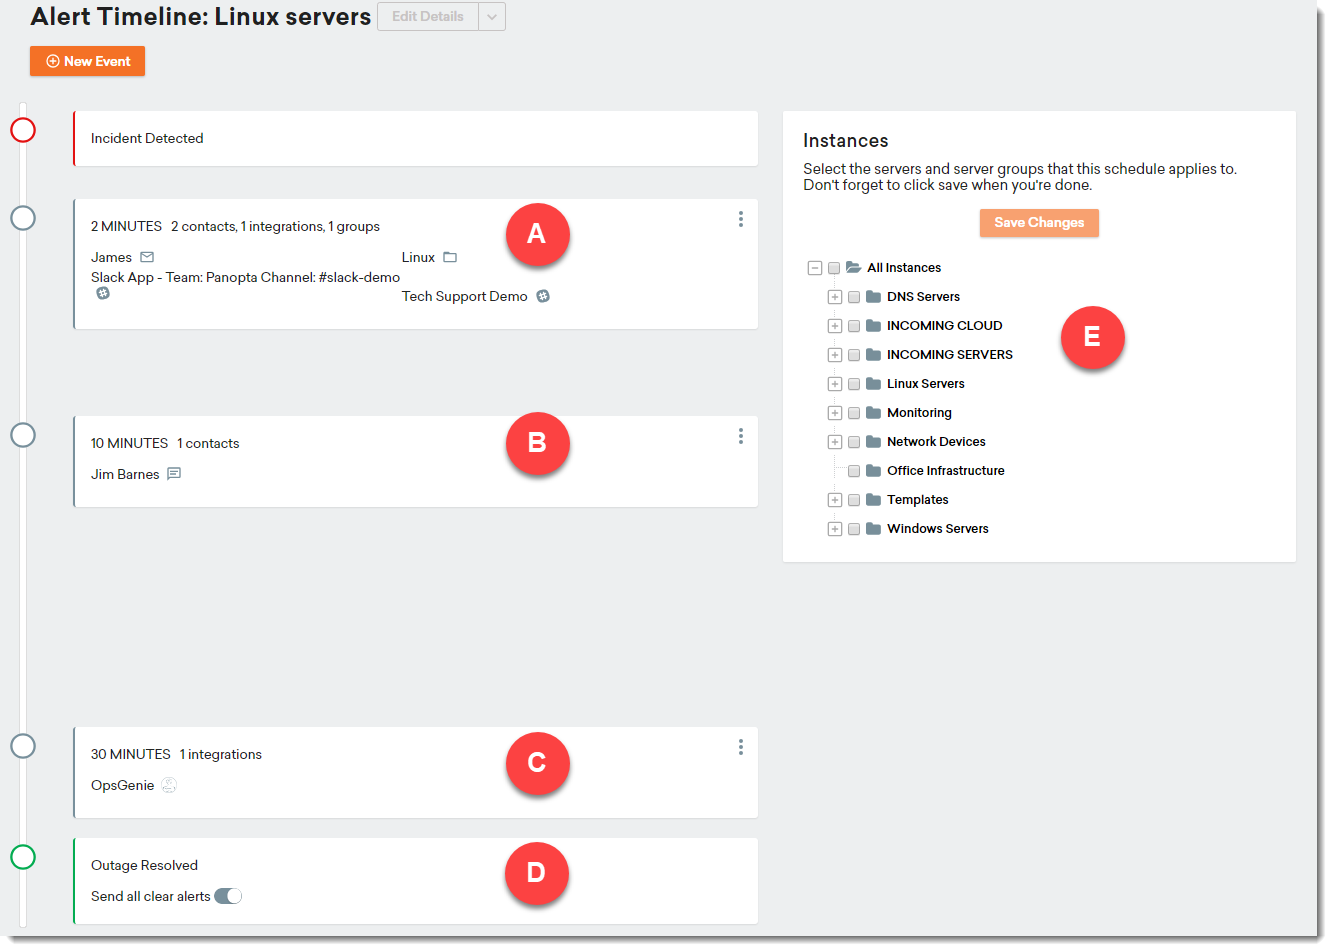 Alert Timeline: Linux servers
Edit Details
New Event
Incident Detected
2 MINUTES 2 contacts, 1 integrations, 1 groups
A
James
Linux
Slack App - Team: Panopta Channel: #slack-demo
Tech Support Demo
10 MINUTES 1 contacts
B
Jim Barnes
30 MINUTES 1 integrations
C
OpsGenie
Outage Resolved
D
Send all clear alerts
Instances
Select the servers and server groups that this schedule applies to.
Don't forget to click save when you're done.
Save Changes
All Instances
DNS Servers
INCOMING CLOUD
E
INCOMING SERVERS
Linux Servers
Monitoring
Network Devices
Office Infrastructure
Templates
Windows Servers